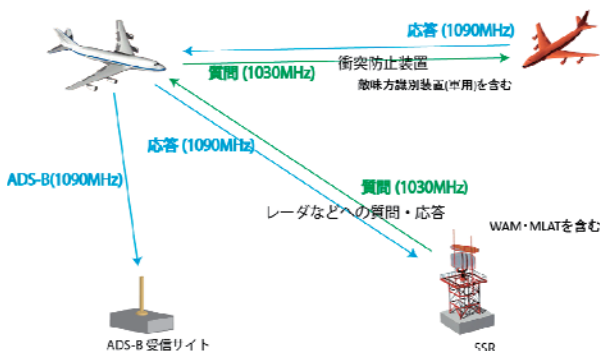 応答 (1090MHz)
質問 (1030MHz)
衝突防止装置
敵味方識別装置(軍用)を含む
応答 (1090MHz)
ADS-B(1090MHz)
質問 (1030MHz)
レーダなどへの質問・応答
WAM・MLATを含む
ADS-B 受信サイト
SSR